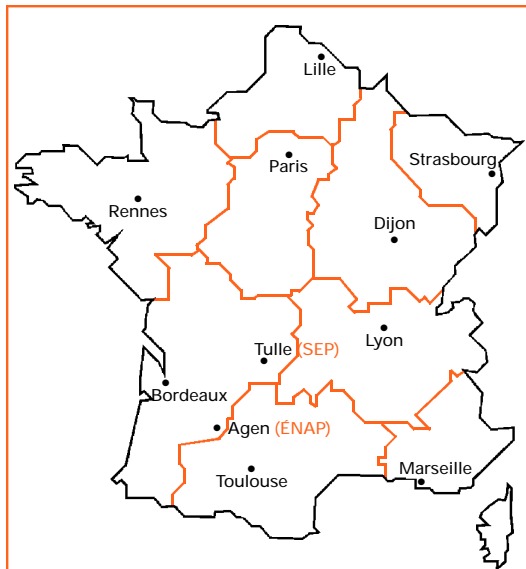 Lille
Paris
Strasbourg
Rennes
Dijon
Lyon
Tulle (SEP)
Bordeaux
Agen (ÉNAP)
Toulouse
Marseille